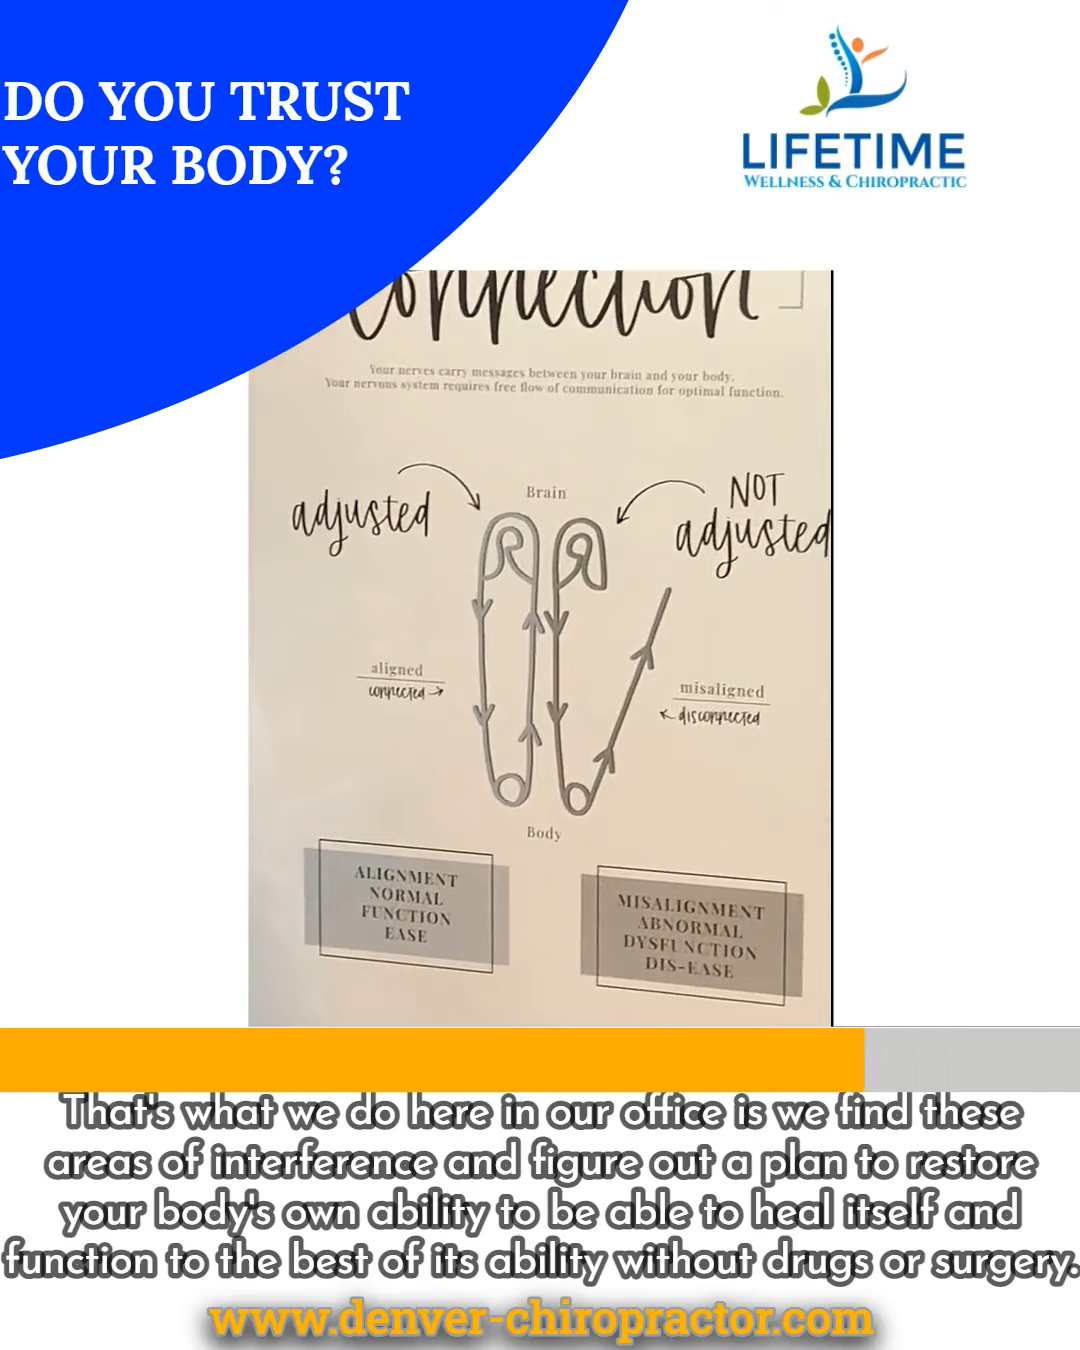 DO YOU TRUST
YOUR BODY?
LIFETIME
WELLNESS & CHIROPRACTIC
connection
Your nerves carry messages between your brain and your body.
Your nervous system requires free flow of communication for optimal function.
Brain
adjusted
NOT
adjusted
aligned
connected
misaligned
disconnected
Body
ALIGNMENT
NORMAL
FUNCTION
EASE
MISALIGNMENT
ABNORMAL
DYSFUNCTION
DIS-EASE
That's what we do here in our office is we find these
areas of interference and figure out a plan to restore
your body's own ability to be able to heal itself and
function to the best of its ability without drugs or surgery.
www.denver-chiropractor.com